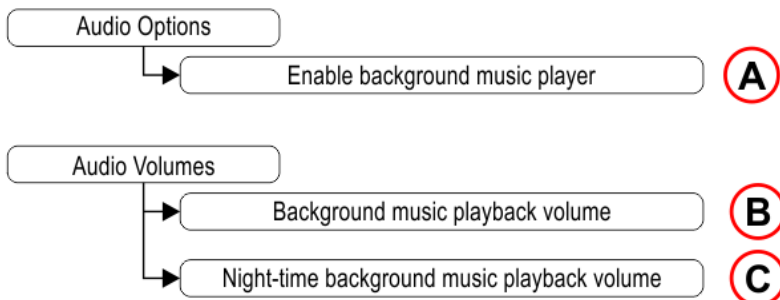 Audio Options
Enable background music player
A
Audio Volumes
Background music playback volume
B
Night-time background music playback volume
C